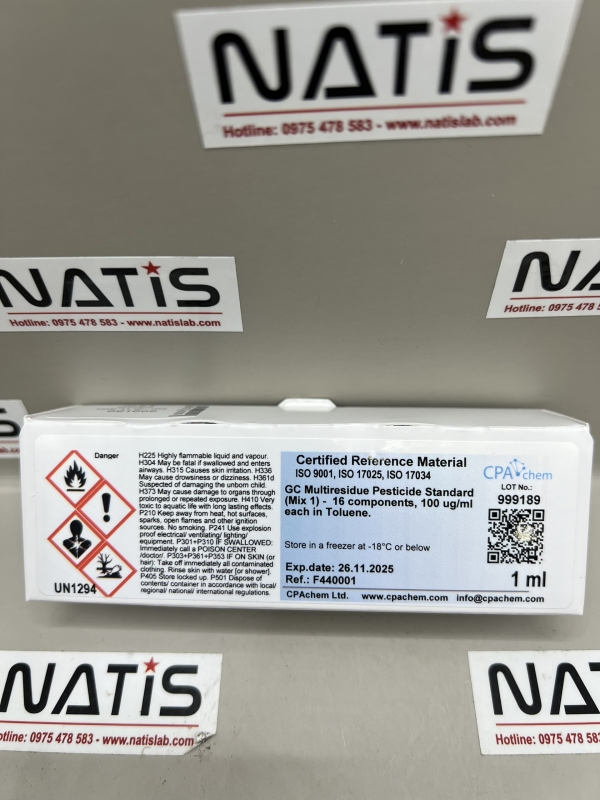 NATIS
Hotline: 0975 478 583 - www.natislab.com
NATIS
Hotline: 0975 478 583 - www.natislab.com
NATIS
Hotline: 0975 478 583
Danger
UN1294
H225 Highly flammable liquid and vapour.
H304 May be fatal if swallowed and enters
airways. H315 Causes skin irritation. H336
May cause drowsiness or dizziness. H361d
Suspected of damaging the unborn child.
H373 May cause damage to organs through
prolonged or repeated exposure. H410 Very
toxic to aquatic life with long lasting effects.
P210 Keep away from heat, hot surfaces,
sparks, open flames and other ignition
sources. No smoking. P241 Use explosion
proof electrical/ ventilating/ lighting/
equipment. P301+P310 IF SWALLOWED:
Immediately call a POISON CENTER
/doctor/. P303+P361+P353 IF ON SKIN (or
hair): Take off immediately all contaminated
clothing. Rinse skin with water [or shower].
P405 Store locked up. P501 Dispose of
contents/ container in accordance with local/
regional/ national/ international regulations.
Certified Reference Material
ISO 9001, ISO 17025, ISO 17034
GC Multiresidue Pesticide Standard
(Mix 1) - 16 components, 100 ug/ml
each in Toluene.
Store in a freezer at -18°C or below
Exp.date: 26.11.2025
Ref.: F440001
CPAchem Ltd. www.cpachem.com info@cpachem.com
CPAchem
LOT No.:
999189
1 ml
NATIS
Hotline: 0975 478 583 - www.natislab.com
NATIS
Hotline: 0975 478 583 - www